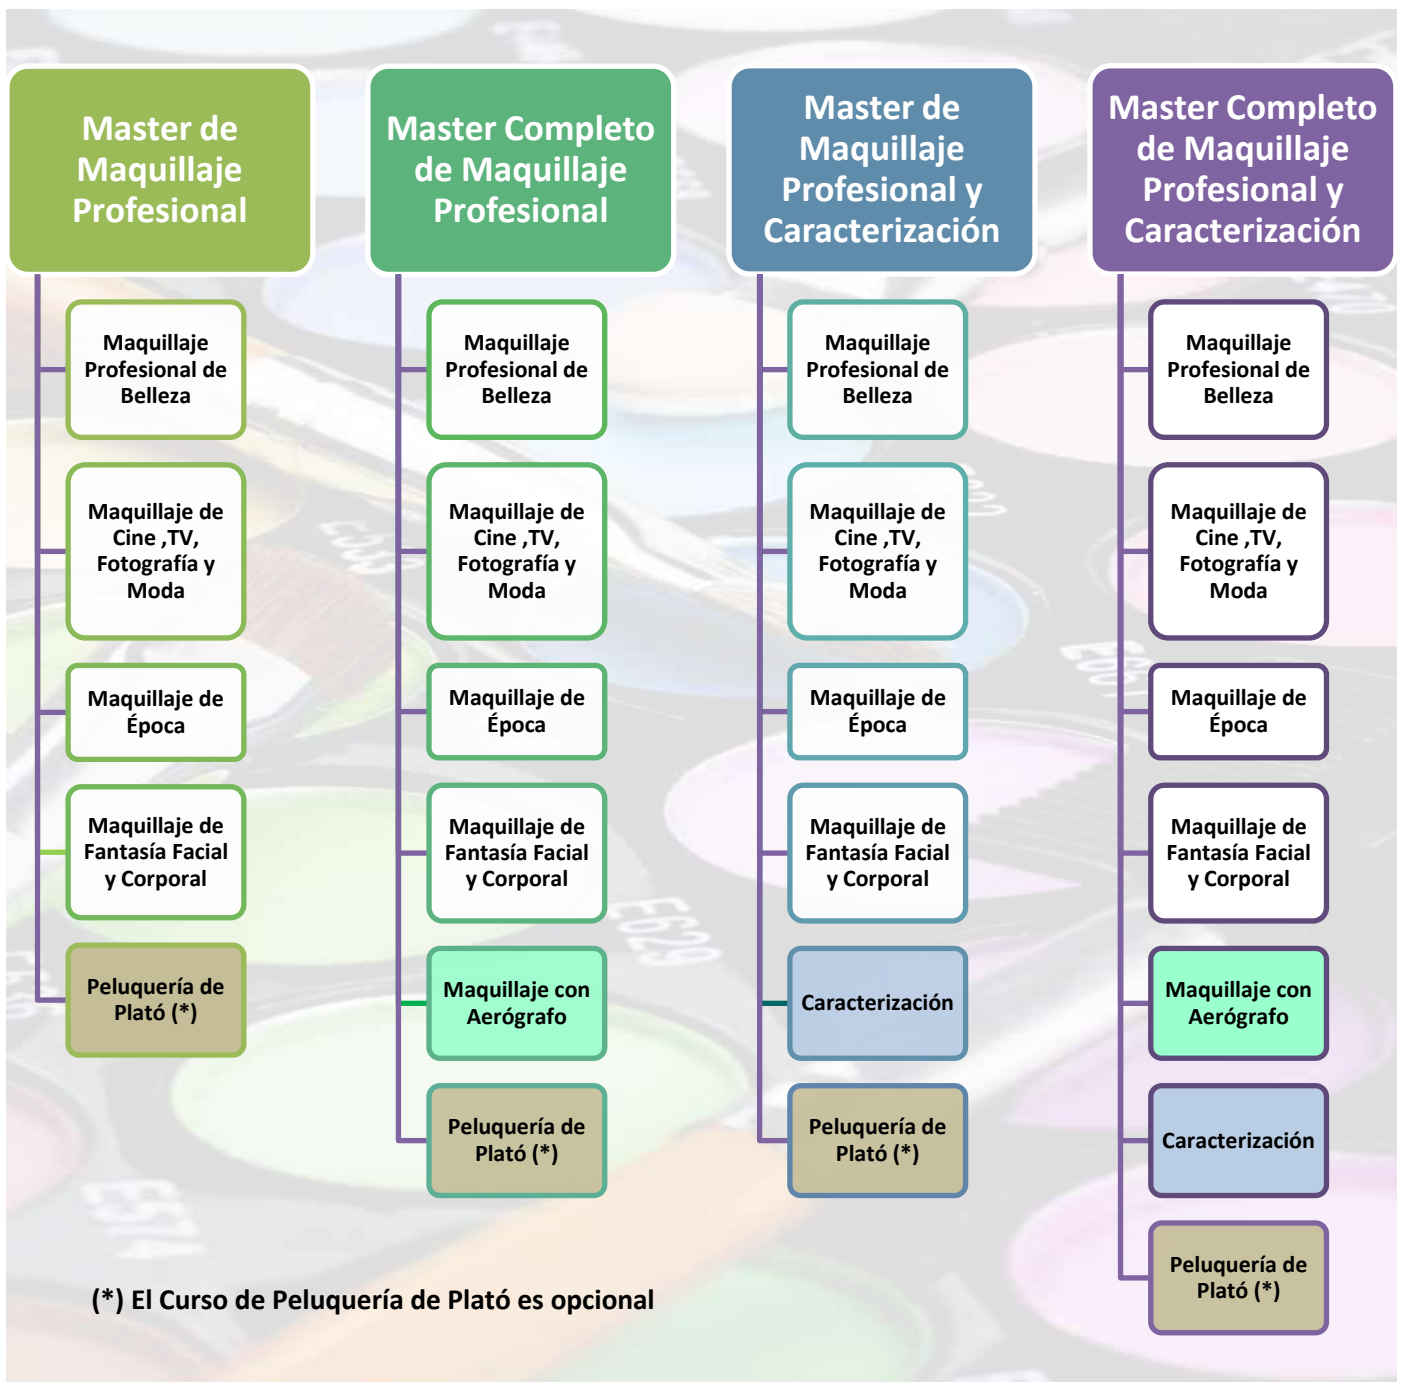 Master de
Maquillaje
Profesional
Maquillaje
Profesional de
Belleza
Maquillaje de
Cine ,TV,
Fotografía y
Moda
Maquillaje de
Época
Maquillaje de
Fantasía Facial
y Corporal
Peluquería de
Plató (*)
Master Completo
de Maquillaje
Profesional
Maquillaje
Profesional de
Belleza
Maquillaje de
Cine ,TV,
Fotografía y
Moda
Maquillaje de
Época
Maquillaje de
Fantasía Facial
y Corporal
Maquillaje con
Aerógrafo
Peluquería de
Plató (*)
Master de
Maquillaje
Profesional y
Caracterización
Maquillaje
Profesional de
Belleza
Maquillaje de
Cine ,TV,
Fotografía y
Moda
Maquillaje de
Época
Maquillaje de
Fantasía Facial
y Corporal
Caracterización
Peluquería de
Plató (*)
Master Completo
de Maquillaje
Profesional y
Caracterización
Maquillaje
Profesional de
Belleza
Maquillaje de
Cine ,TV,
Fotografía y
Moda
Maquillaje de
Época
Maquillaje de
Fantasía Facial
y Corporal
Maquillaje con
Aerógrafo
Caracterización
Peluquería de
Plató (*)
(*) El Curso de Peluquería de Plató es opcional
E629
E574